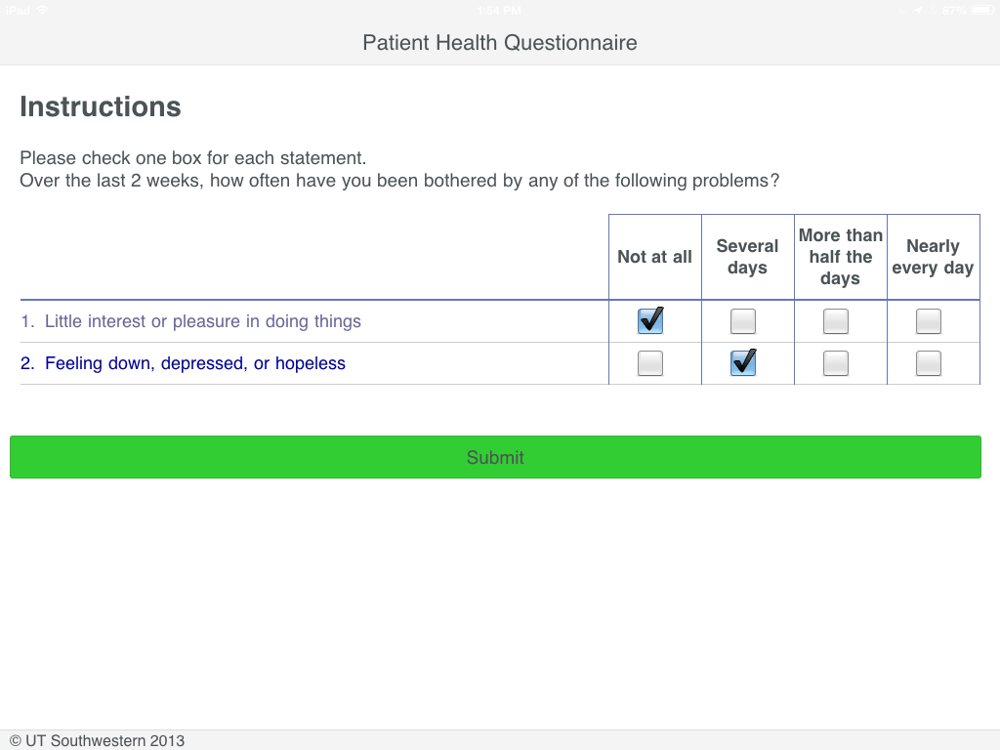 iPad 1:54 PM 87%
Patient Health Questionnaire
Instructions
Please check one box for each statement.
Over the last 2 weeks, how often have you been bothered by any of the following problems?
Not at all
Several
days
More than
half the
days
Nearly
every day
1. Little interest or pleasure in doing things
2. Feeling down, depressed, or hopeless
Submit
© UT Southwestern 2013